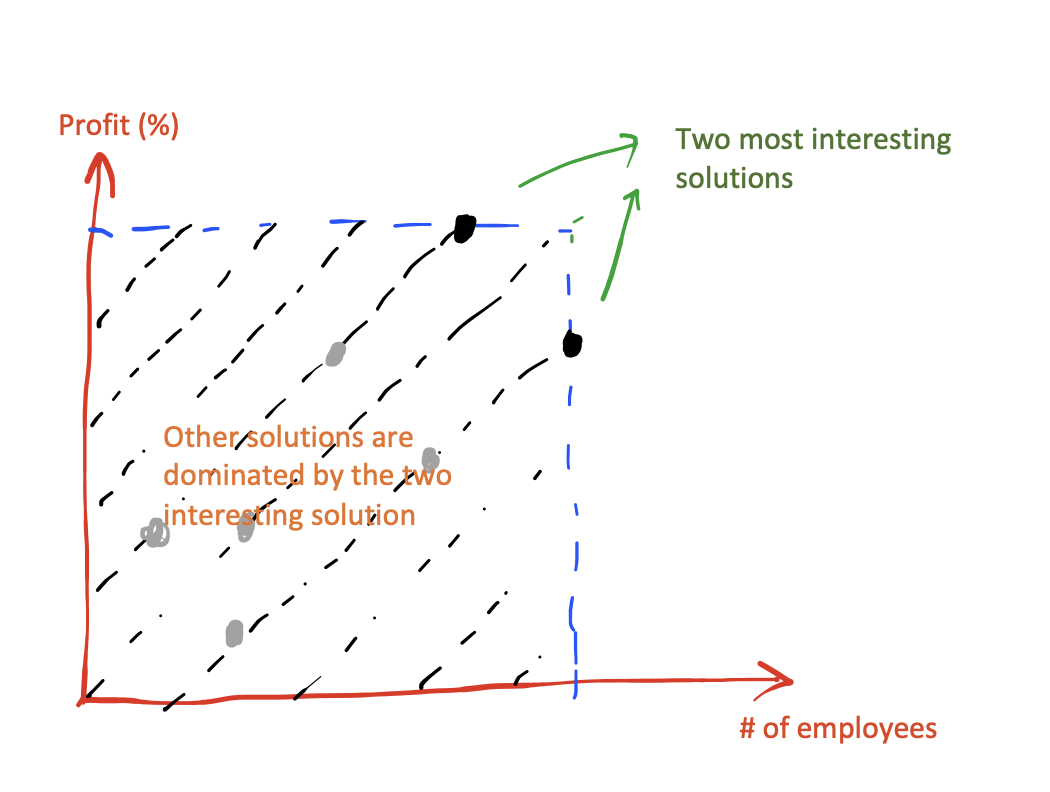 Profit (%)
Two most interesting
solutions
Other solutions are
dominated by the two
interesting solution
# of employees